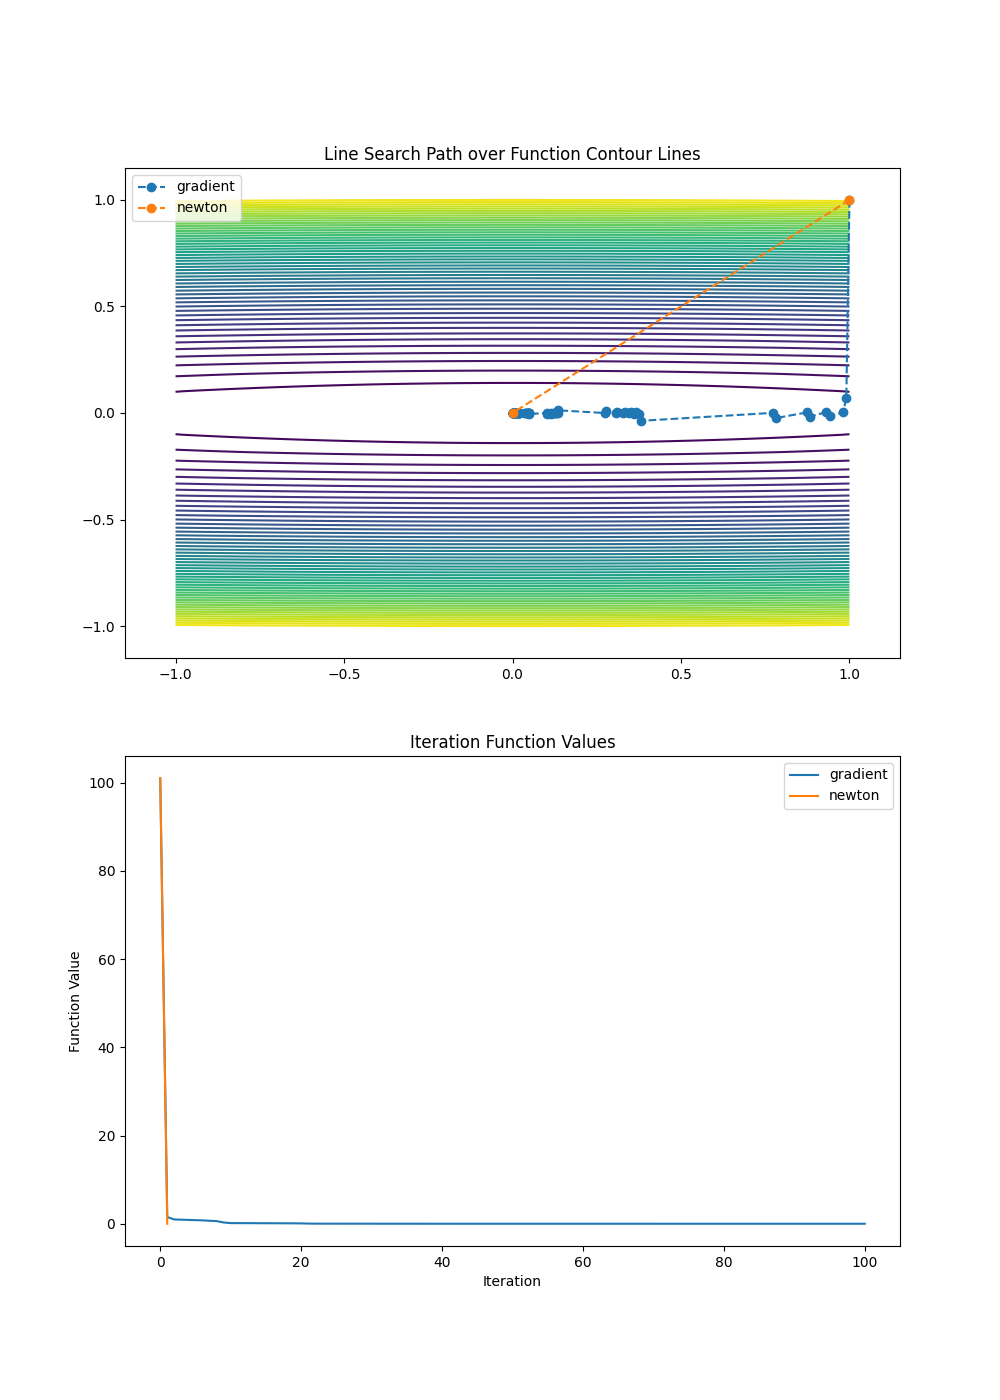 Line Search Path over Function Contour Lines
gradient
newton
1.0
0.5
0.0
−0.5
−1.0
−1.0 −0.5 0.0 0.5 1.0
Iteration Function Values
gradient
newton
100
80
60
40
20
0
Function Value
0 20 40 60 80 100
Iteration